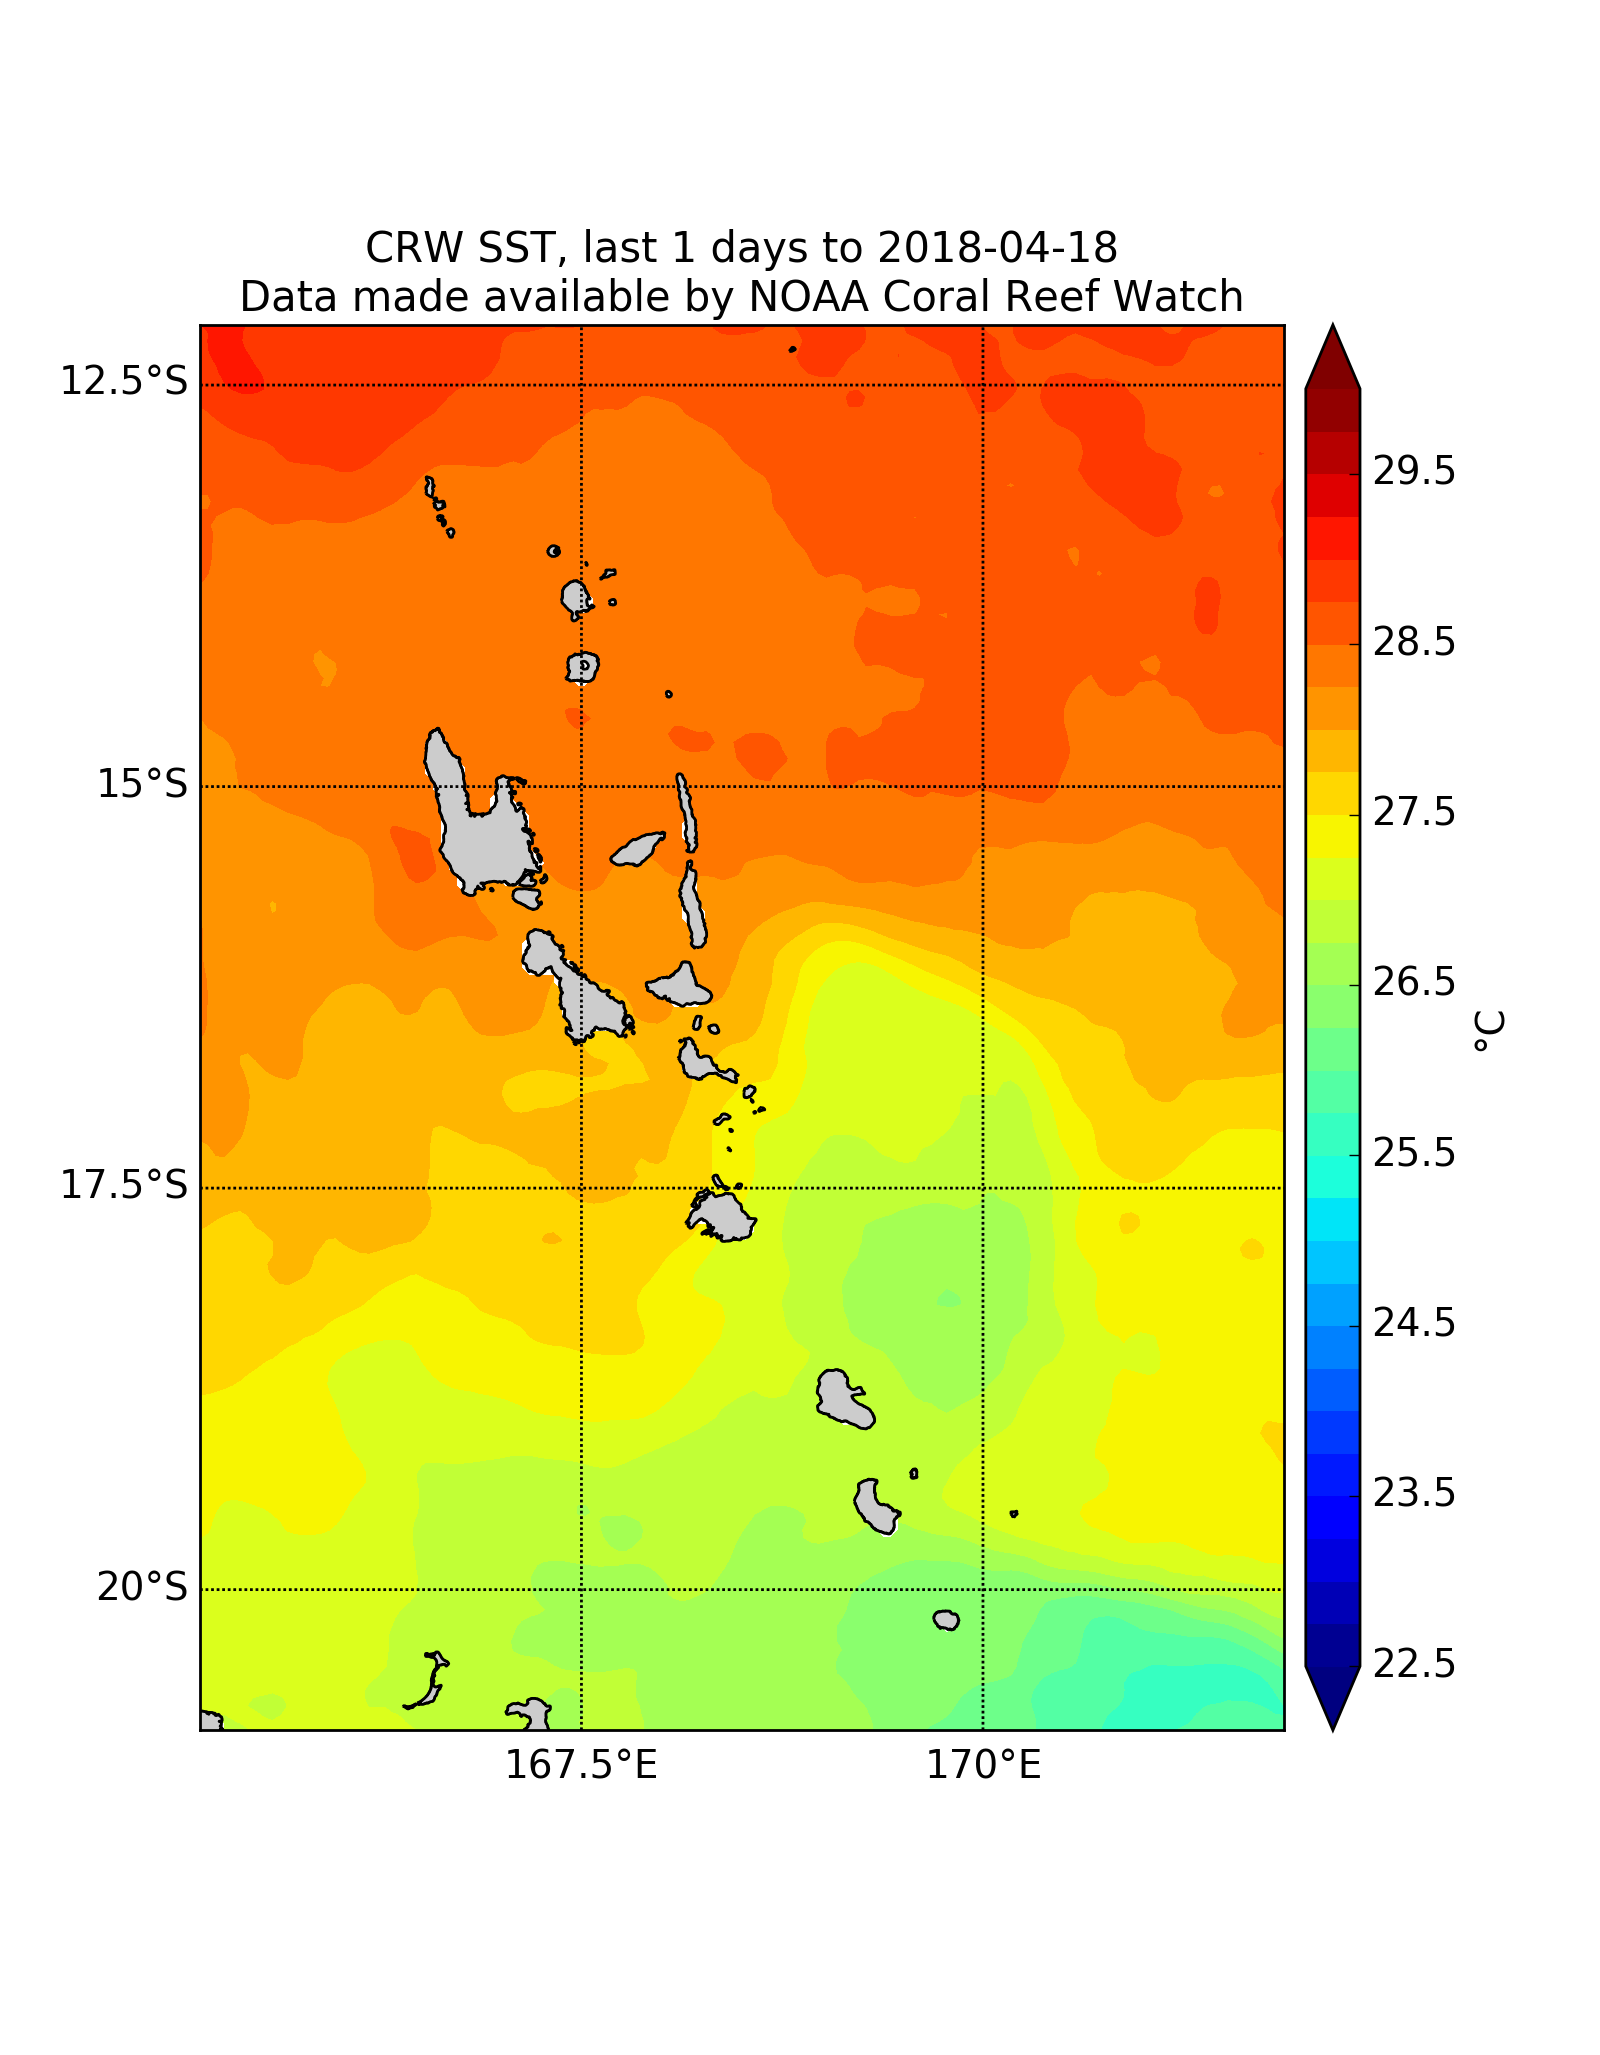 CRW SST, last 1 days to 2018-04-18
Data made available by NOAA Coral Reef Watch
12.5°S
15°S
17.5°S
20°S
167.5°E
170°E
29.5
28.5
27.5
26.5
25.5
24.5
23.5
22.5
°C